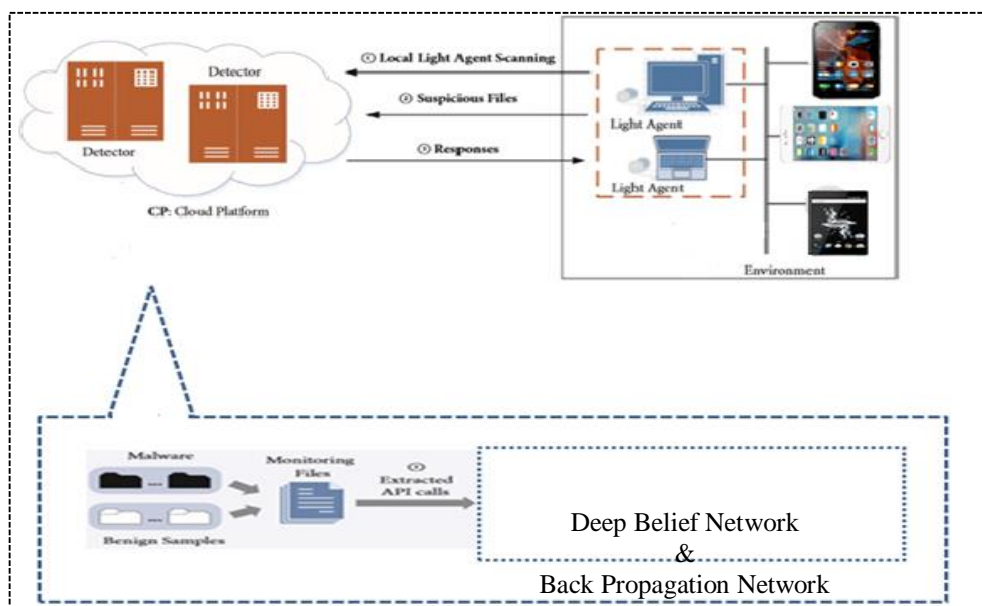 Detector
Detector
CP: Cloud Platform
① Local Light Agent Scanning
② Suspicious Files
③ Responses
Light Agent
Light Agent
Environment
Malware
...
...
Benign Samples
Monitoring
Files
Extracted
API calls
Deep Belief Network
&
Back Propagation Network